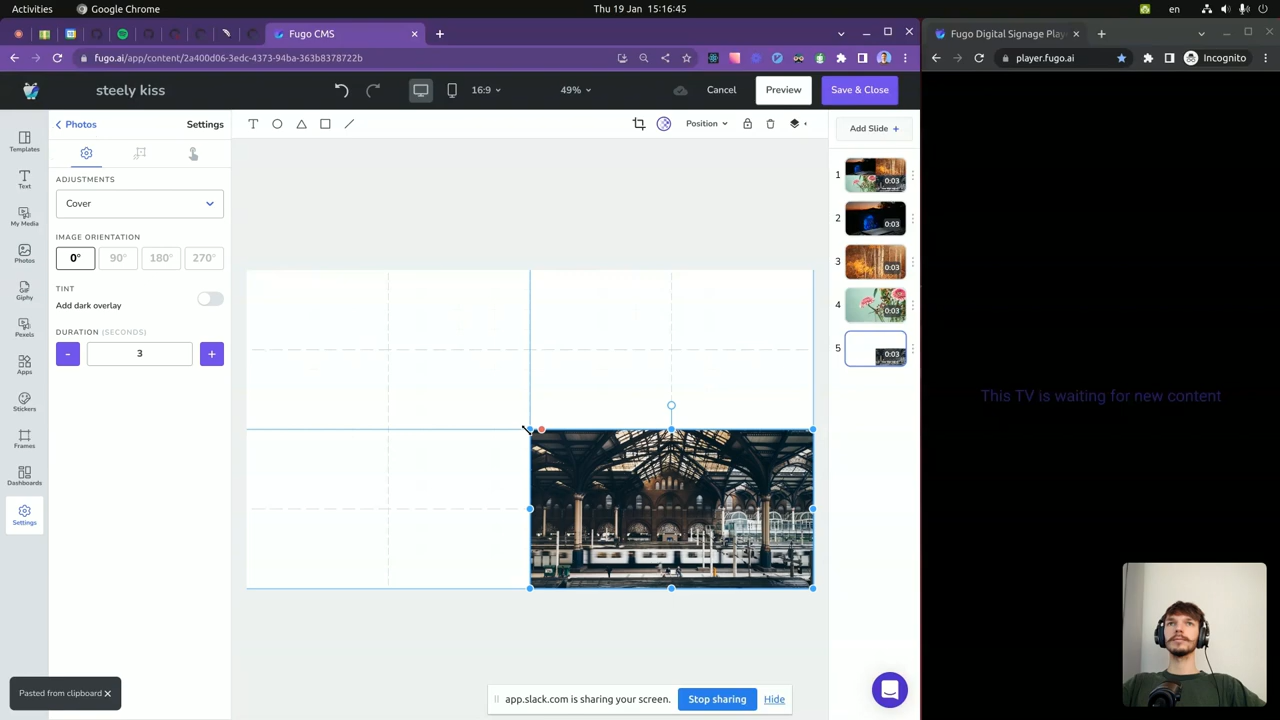 Activities
Google Chrome
Thu 19 Jan 15:16:45
en
Fugo CMS
fugo.ai/app/content/2a400d06-3edc-4373-94ba-363b8378722b
Fugo Digital Signage Play
player.fugo.ai
Incognito
steely kiss
16:9
49%
Cancel
Preview
Save & Close
Templates
Text
My Media
Photos
Giphy
Pexels
Apps
Stickers
Frames
Dashboards
Settings
Photos
Settings
ADJUSTMENTS
Cover
IMAGE ORIENTATION
0°
90°
180°
270°
TINT
Add dark overlay
DURATION (SECONDS)
-
3
+
Position
Add Slide +
1
0:03
2
0:03
3
0:03
4
0:03
5
0:03
This TV is waiting for new content
Pasted from clipboard
app.slack.com is sharing your screen.
Stop sharing
Hide